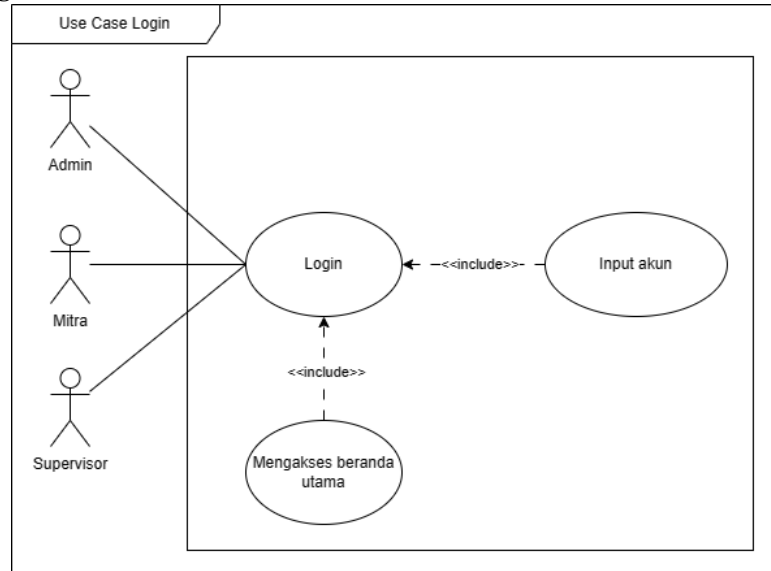 Use Case Login
Admin
Mitra
Supervisor
Login
<<include>>
Input akun
<<include>>
Mengakses beranda
utama